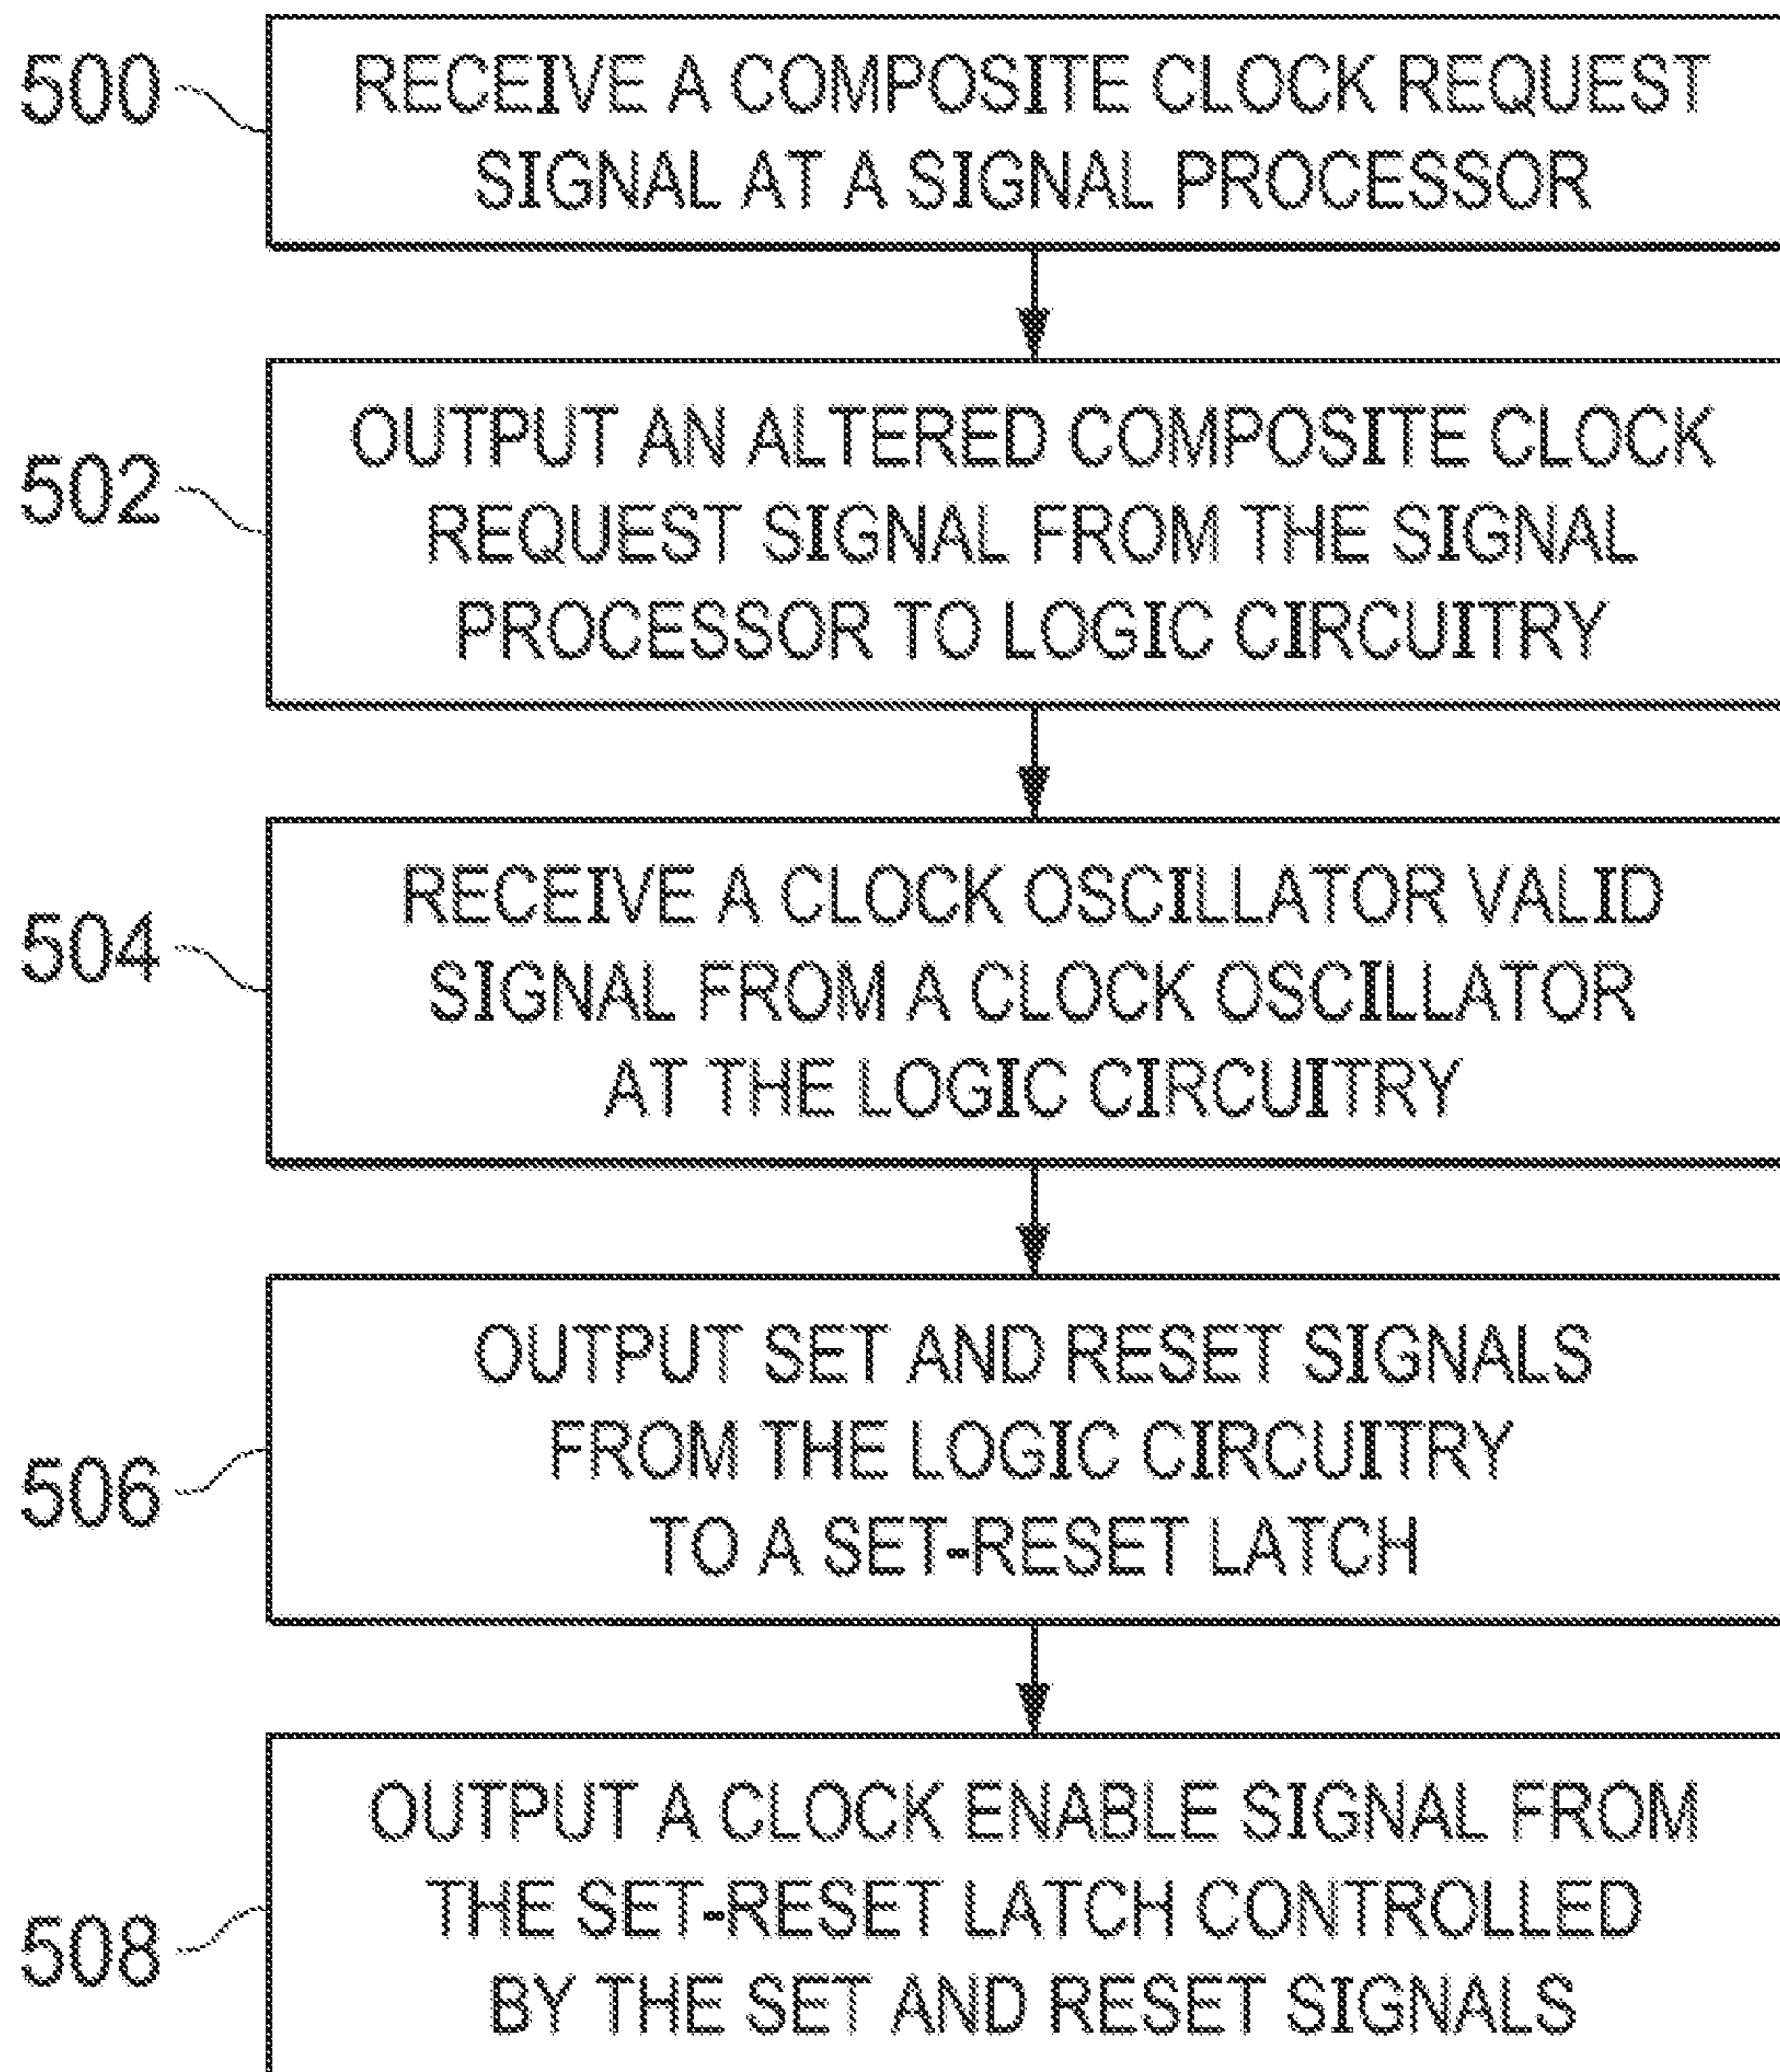 500
RECEIVE A COMPOSITE CLOCK REQUEST
SIGNAL AT A SIGNAL PROCESSOR
502
OUTPUT AN ALTERED COMPOSITE CLOCK
REQUEST SIGNAL FROM THE SIGNAL
PROCESSOR TO LOGIC CIRCUITRY
504
RECEIVE A CLOCK OSCILLATOR VALID
SIGNAL FROM A CLOCK OSCILLATOR
AT THE LOGIC CIRCUITRY
506
OUTPUT SET AND RESET SIGNALS
FROM THE LOGIC CIRCUITRY
TO A SET-RESET LATCH
508
OUTPUT A CLOCK ENABLE SIGNAL FROM
THE SET-RESET LATCH CONTROLLED
BY THE SET AND RESET SIGNALS